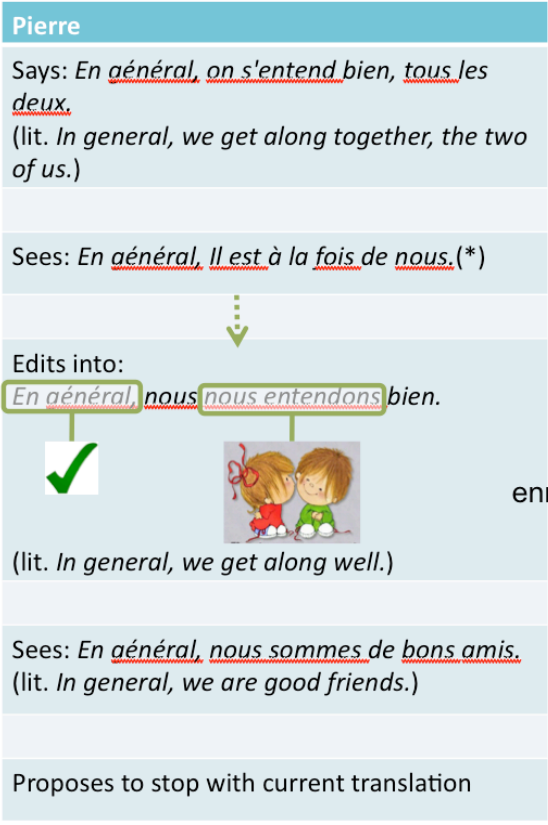 Pierre
Says: En général, on s'entend bien, tous les
deux.
(lit. In general, we get along together, the two
of us.)
Sees: En général, Il est à la fois de nous.(*)
Edits into:
En général, nous nous entendons bien.
enr
(lit. In general, we get along well.)
Sees: En général, nous sommes de bons amis.
(lit. In general, we are good friends.)
Proposes to stop with current translation